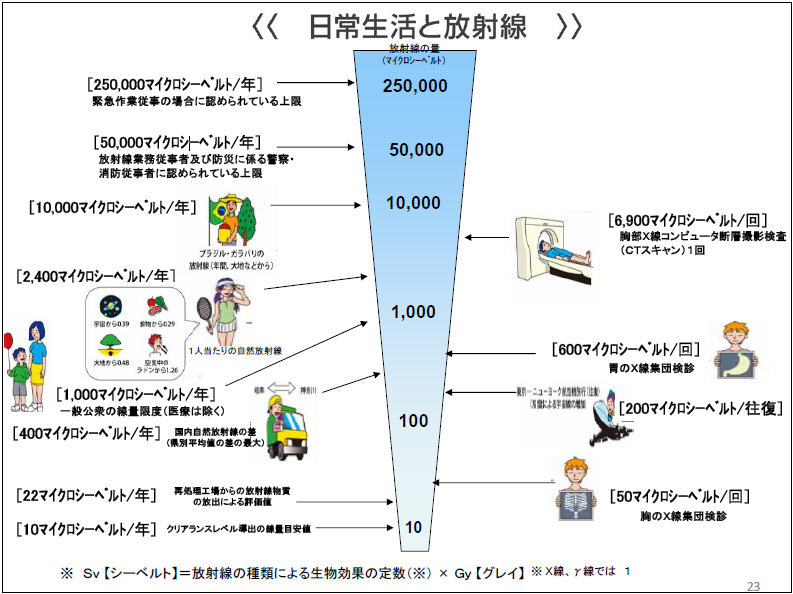 《《 日常生活と放射線 》》
放射線の量
(マイクロシーベルト)
250,000
50,000
10,000
1,000
100
10
[250,000マイクロシーベルト/年]
緊急作業従事の場合に認められている上限
[50,000マイクロシーベルト/年]
放射線業務従事者及び防災に係る警察・
消防従事者に認められている上限
[10,000マイクロシーベルト/年]
ブラジル・ガラパリの
放射線(年間、大地などから)
[2,400マイクロシーベルト/年]
宇宙から0.39
食物から0.29
大地から0.48
空気中の
ラドンから1.26
1人当たりの自然放射線
[1,000マイクロシーベルト/年]
一般公衆の線量限度(医療は除く)
岐阜
神奈川
[400マイクロシーベルト/年]
国内自然放射線の差
(県別平均値の差の最大)
[22マイクロシーベルト/年]
再処理工場からの放射線物質
の放出による評価値
[10マイクロシーベルト/年]
クリアランスレベル導出の線量目安値
[6,900マイクロシーベルト/回]
胸部X線コンピュータ断層撮影検査
(CTスキャン)1回
[600マイクロシーベルト/回]
胃のX線集団検診
東京ーニューヨーク航空機旅行(往復)
による宇宙線の増加
[200マイクロシーベルト/往復]
[50マイクロシーベルト/回]
胸のX線集団検診
※ Sv【シーベルト】=放射線の種類による生物効果の定数(※) × Gy【グレイ】 ※X線、γ線では 1
23